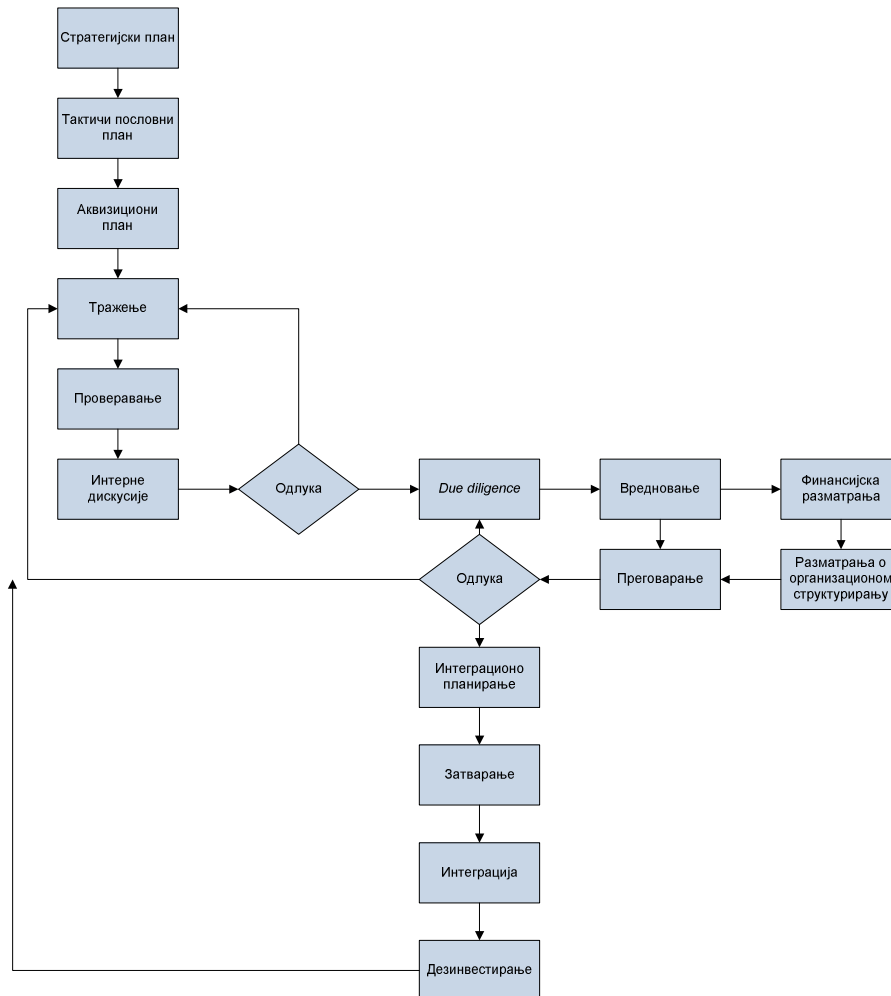 Стратегијски план
Тактичи пословни
план
Аквизициони
план
Тражење
Проверавање
Интерне
дискусије
Одлука
Due diligence
Вредновање
Финансијска
разматрања
Разматрања о
организационом
структурирању
Преговарање
Одлука
Интеграционо
планирање
Затварање
Интеграција
Дезинвестирање